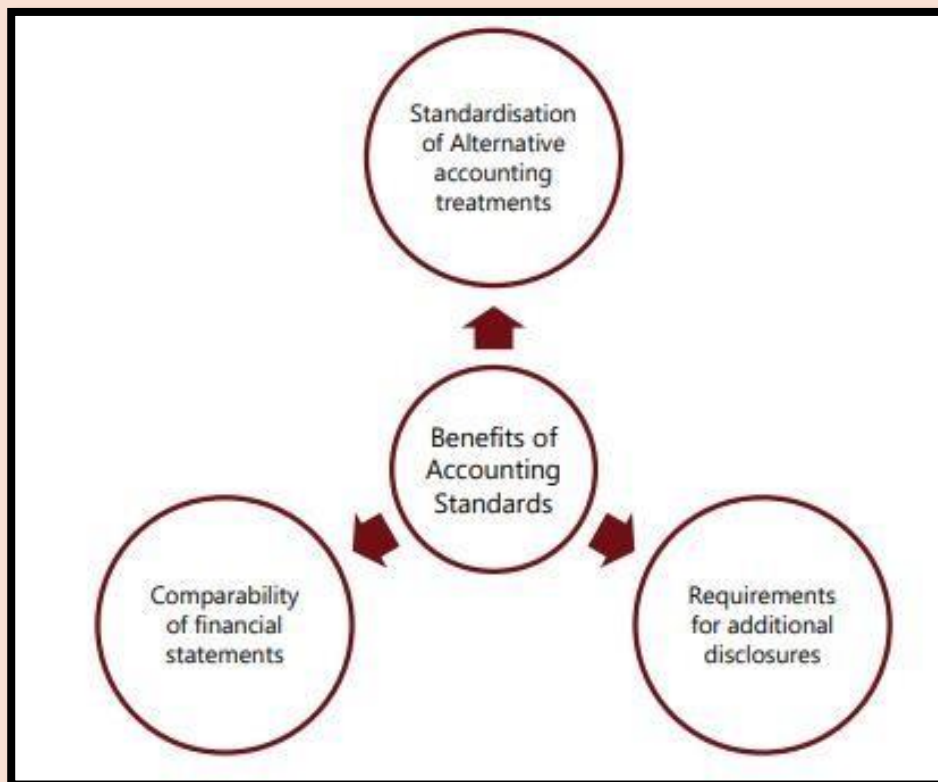 Standardisation
of Alternative
accounting
treatments
Benefits of
Accounting
Standards
Comparability
of financial
statements
Requirements
for additional
disclosures